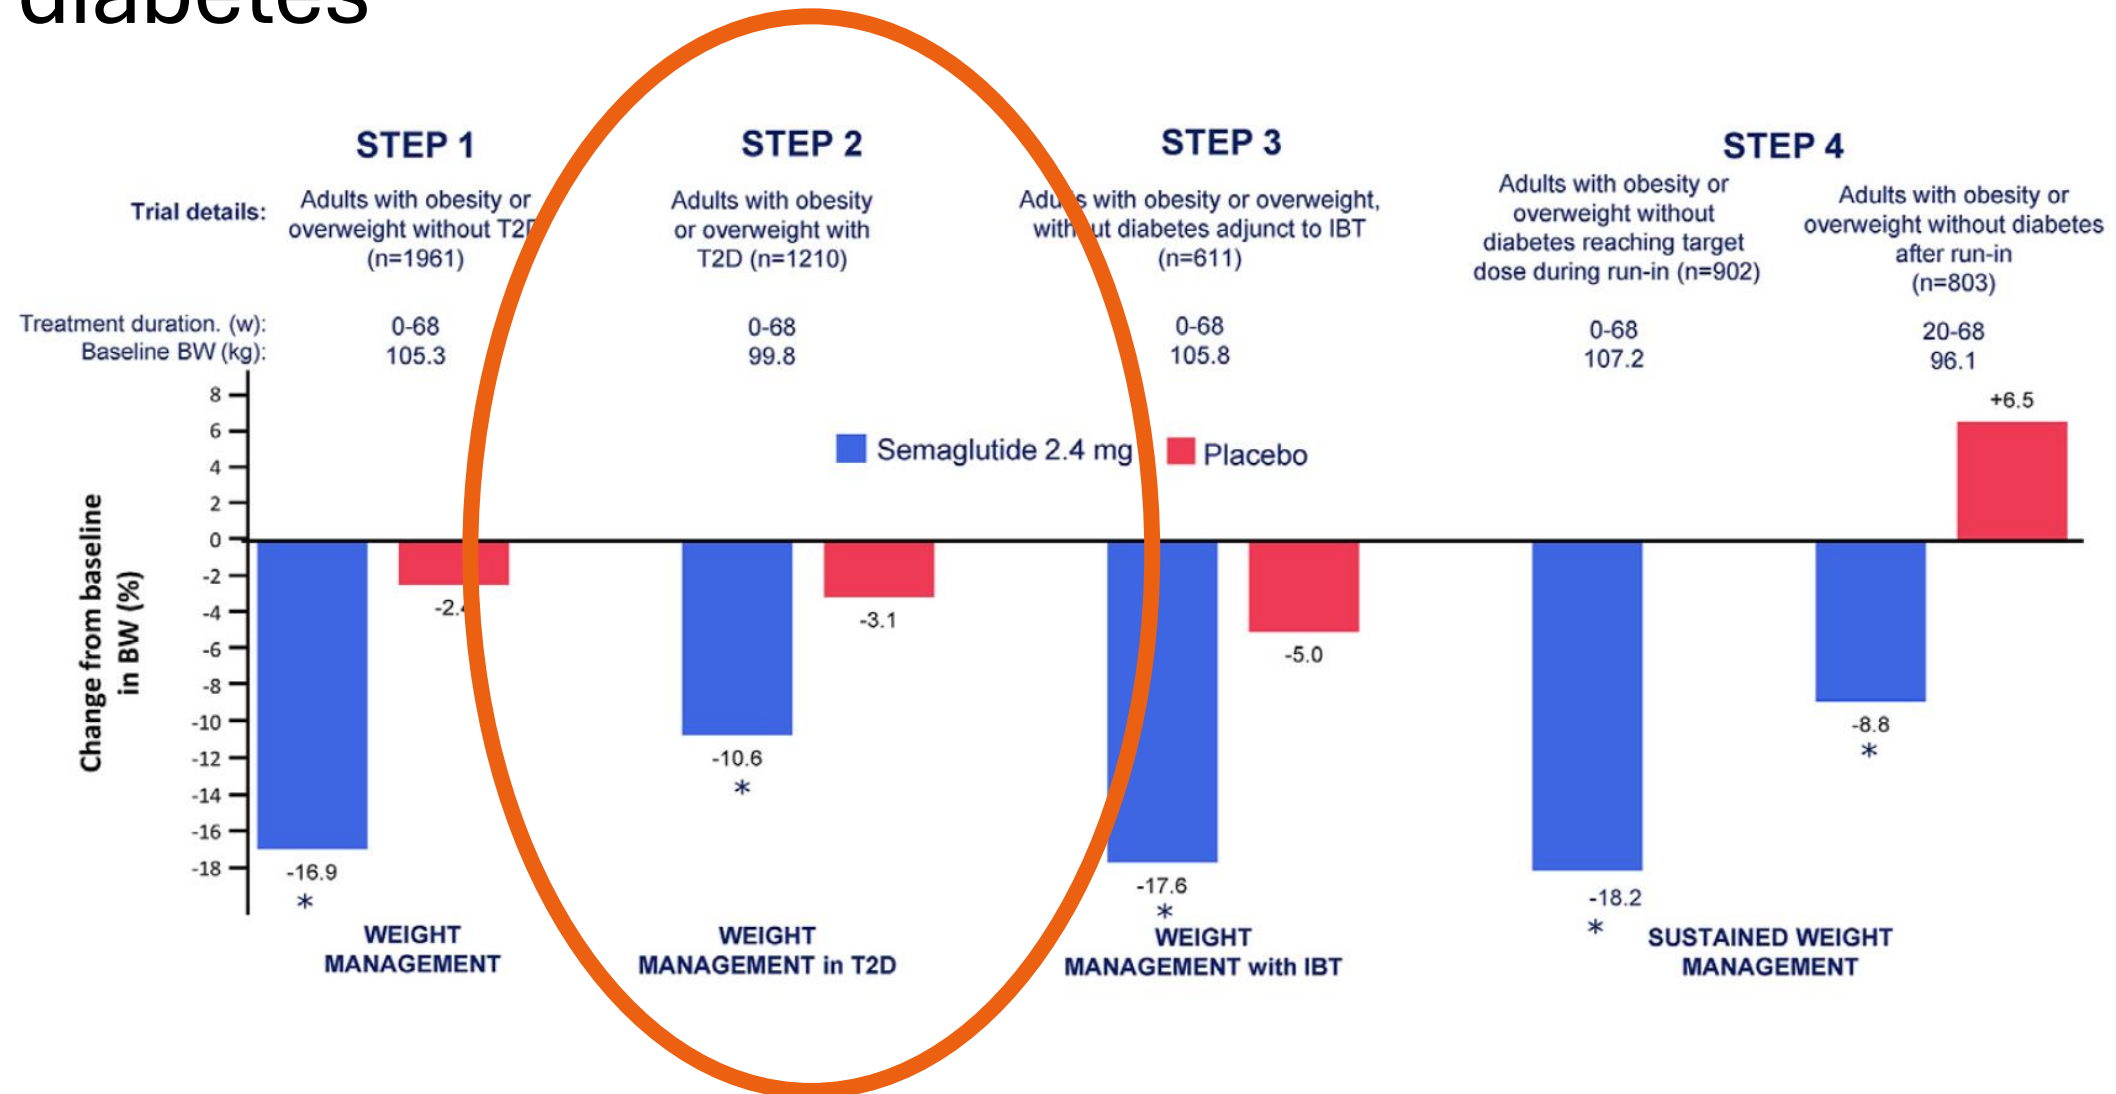 diabetes
STEP 1
STEP 2
STEP 3
STEP 4
Trial details:
Adults with obesity or
overweight without T2D
(n=1961)
Adults with obesity
or overweight with
T2D (n=1210)
Adults with obesity or overweight,
without diabetes adjunct to IBT
(n=611)
Adults with obesity or
overweight without
diabetes reaching target
dose during run-in (n=902)
Adults with obesity or
overweight without diabetes
after run-in
(n=803)
Treatment duration. (w): 0-68 0-68 0-68 0-68 20-68
Baseline BW (kg): 105.3 99.8 105.8 107.2 96.1
Semaglutide 2.4 mg
Placebo
Change from baseline
in BW (%)
8
6
4
2
0
-2
-4
-6
-8
-10
-12
-14
-16
-18
-16.9
*
-10.6
*
-3.1
-17.6
*
-5.0
-18.2
*
-8.8
*
+6.5
WEIGHT
MANAGEMENT
WEIGHT
MANAGEMENT in T2D
WEIGHT
MANAGEMENT with IBT
SUSTAINED WEIGHT
MANAGEMENT